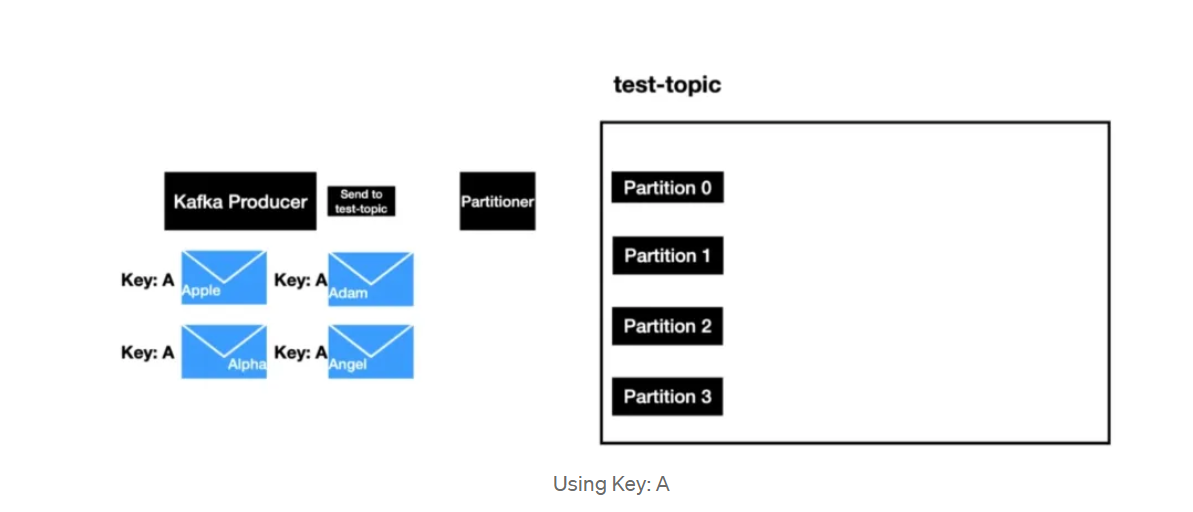 test-topic
Kafka Producer
Send to
test-topic
Partitioner
Partition 0
Partition 1
Partition 2
Partition 3
Key: A
Apple
Key: A
Adam
Key: A
Alpha
Key: A
Angel
Using Key: A